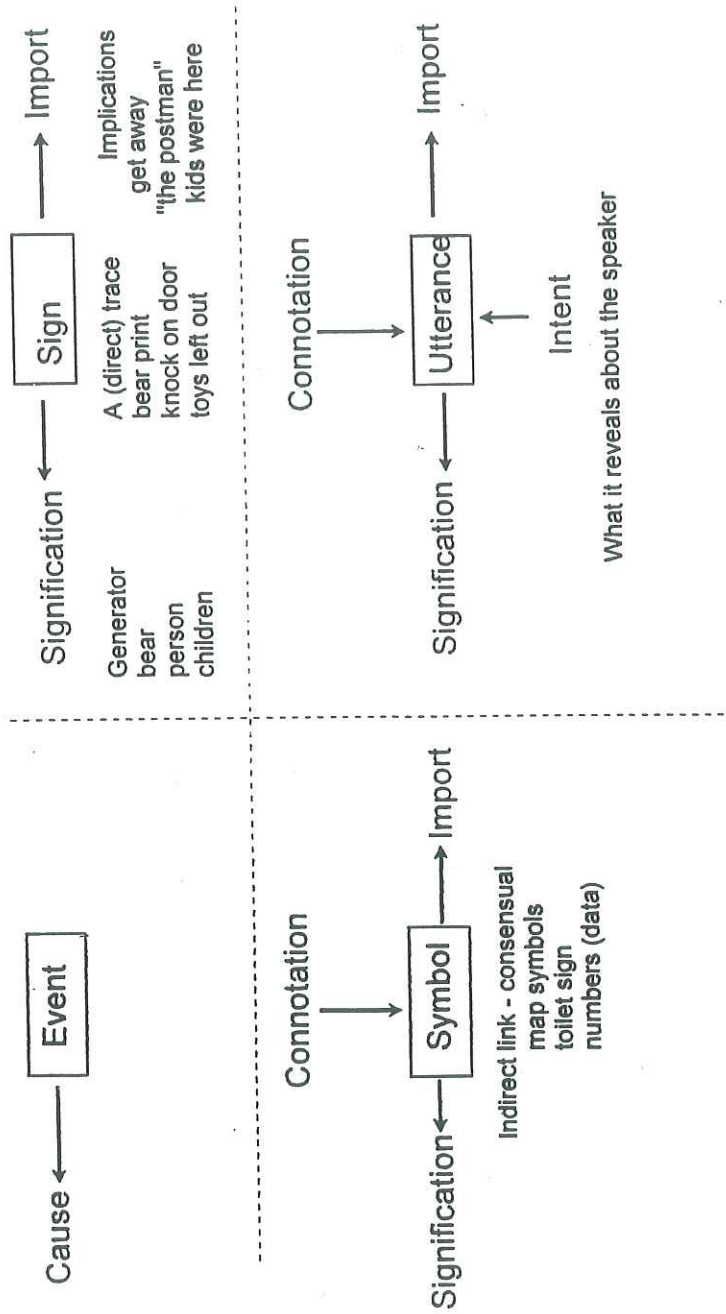 Cause
Event
Signification
Sign
Import
Generator
bear
person
children
A (direct) trace
bear print
knock on door
toys left out
Implications
get away
"the postman"
kids were here
Connotation
Signification
Symbol
Import
Indirect link - consensual
map symbols
toilet sign
numbers (data)
Connotation
Signification
Utterance
Import
Intent
What it reveals about the speaker